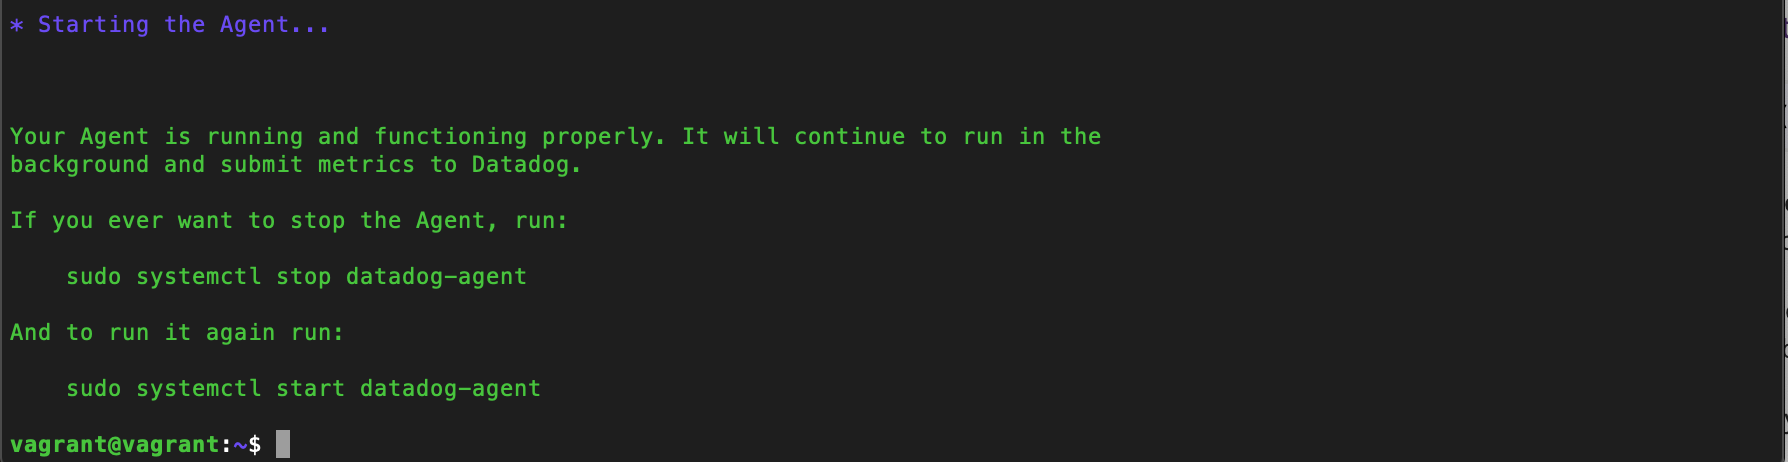 * Starting the Agent...
Your Agent is running and functioning properly. It will continue to run in the
background and submit metrics to Datadog.
If you ever want to stop the Agent, run:
sudo systemctl stop datadog-agent
And to run it again run:
sudo systemctl start datadog-agent
vagrant@vagrant:~$